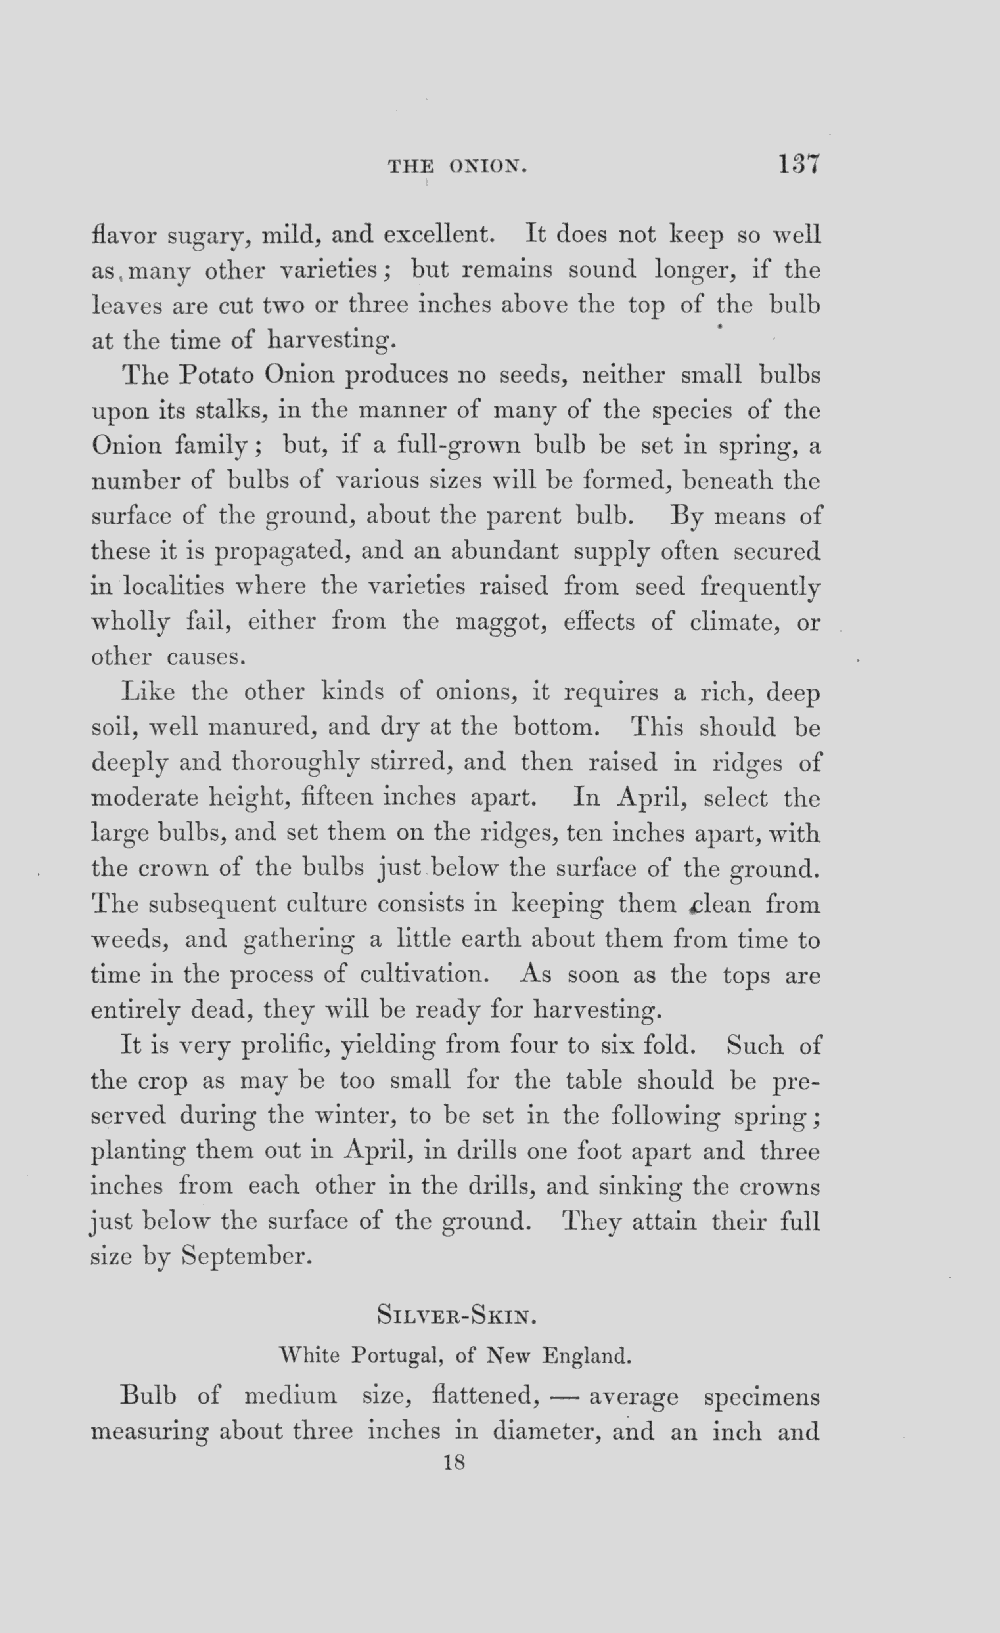 THE ONION. 137
flavor sugary, mild, and excellent. It does not keep so well
as many other varieties; but remains sound longer, if the
leaves are cut two or three inches above the top of the bulb
at the time of harvesting.
The Potato Onion produces no seeds, neither small bulbs
upon its stalks, in the manner of many of the species of the
Onion family; but, if a full-grown bulb be set in spring, a
number of bulbs of various sizes will be formed, beneath the
surface of the ground, about the parent bulb. By means of
these it is propagated, and an abundant supply often secured
in localities where the varieties raised from seed frequently
wholly fail, either from the maggot, effects of climate, or
other causes.
Like the other kinds of onions, it requires a rich, deep
soil, well manured, and dry at the bottom. This should be
deeply and thoroughly stirred, and then raised in ridges of
moderate height, fifteen inches apart. In April, select the
large bulbs, and set them on the ridges, ten inches apart, with
the crown of the bulbs just below the surface of the ground.
The subsequent culture consists in keeping them clean from
weeds, and gathering a little earth about them from time to
time in the process of cultivation. As soon as the tops are
entirely dead, they will be ready for harvesting.
It is very prolific, yielding from four to six fold. Such of
the crop as may be too small for the table should be pre-
served during the winter, to be set in the following spring;
planting them out in April, in drills one foot apart and three
inches from each other in the drills, and sinking the crowns
just below the surface of the ground. They attain their full
size by September.
SILVER-SKIN.
White Portugal, of New England.
Bulb of medium size, flattened, — average specimens
measuring about three inches in diameter, and an inch and
18